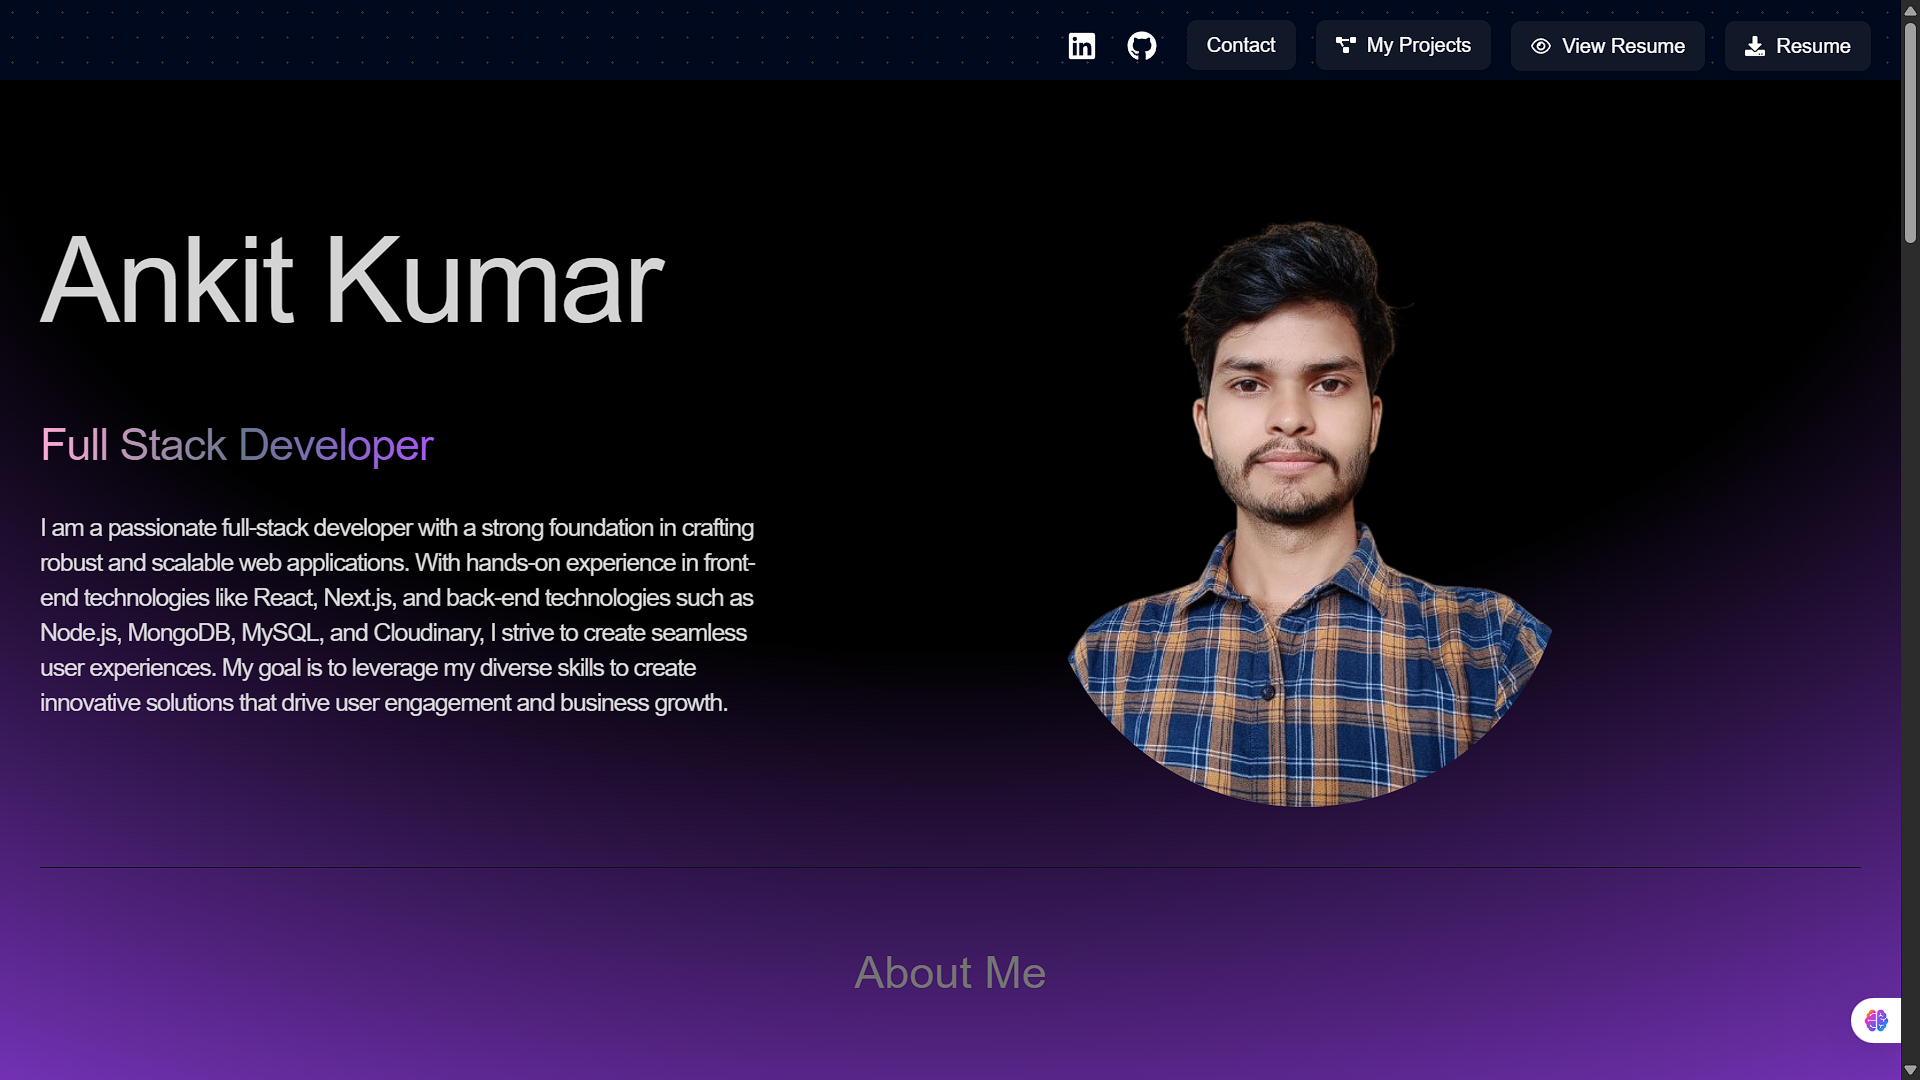 Contact
My Projects
View Resume
Resume
Ankit Kumar
Full Stack Developer
I am a passionate full-stack developer with a strong foundation in crafting
robust and scalable web applications. With hands-on experience in front-
end technologies like React, Next.js, and back-end technologies such as
Node.js, MongoDB, MySQL, and Cloudinary, I strive to create seamless
user experiences. My goal is to leverage my diverse skills to create
innovative solutions that drive user engagement and business growth.
About Me